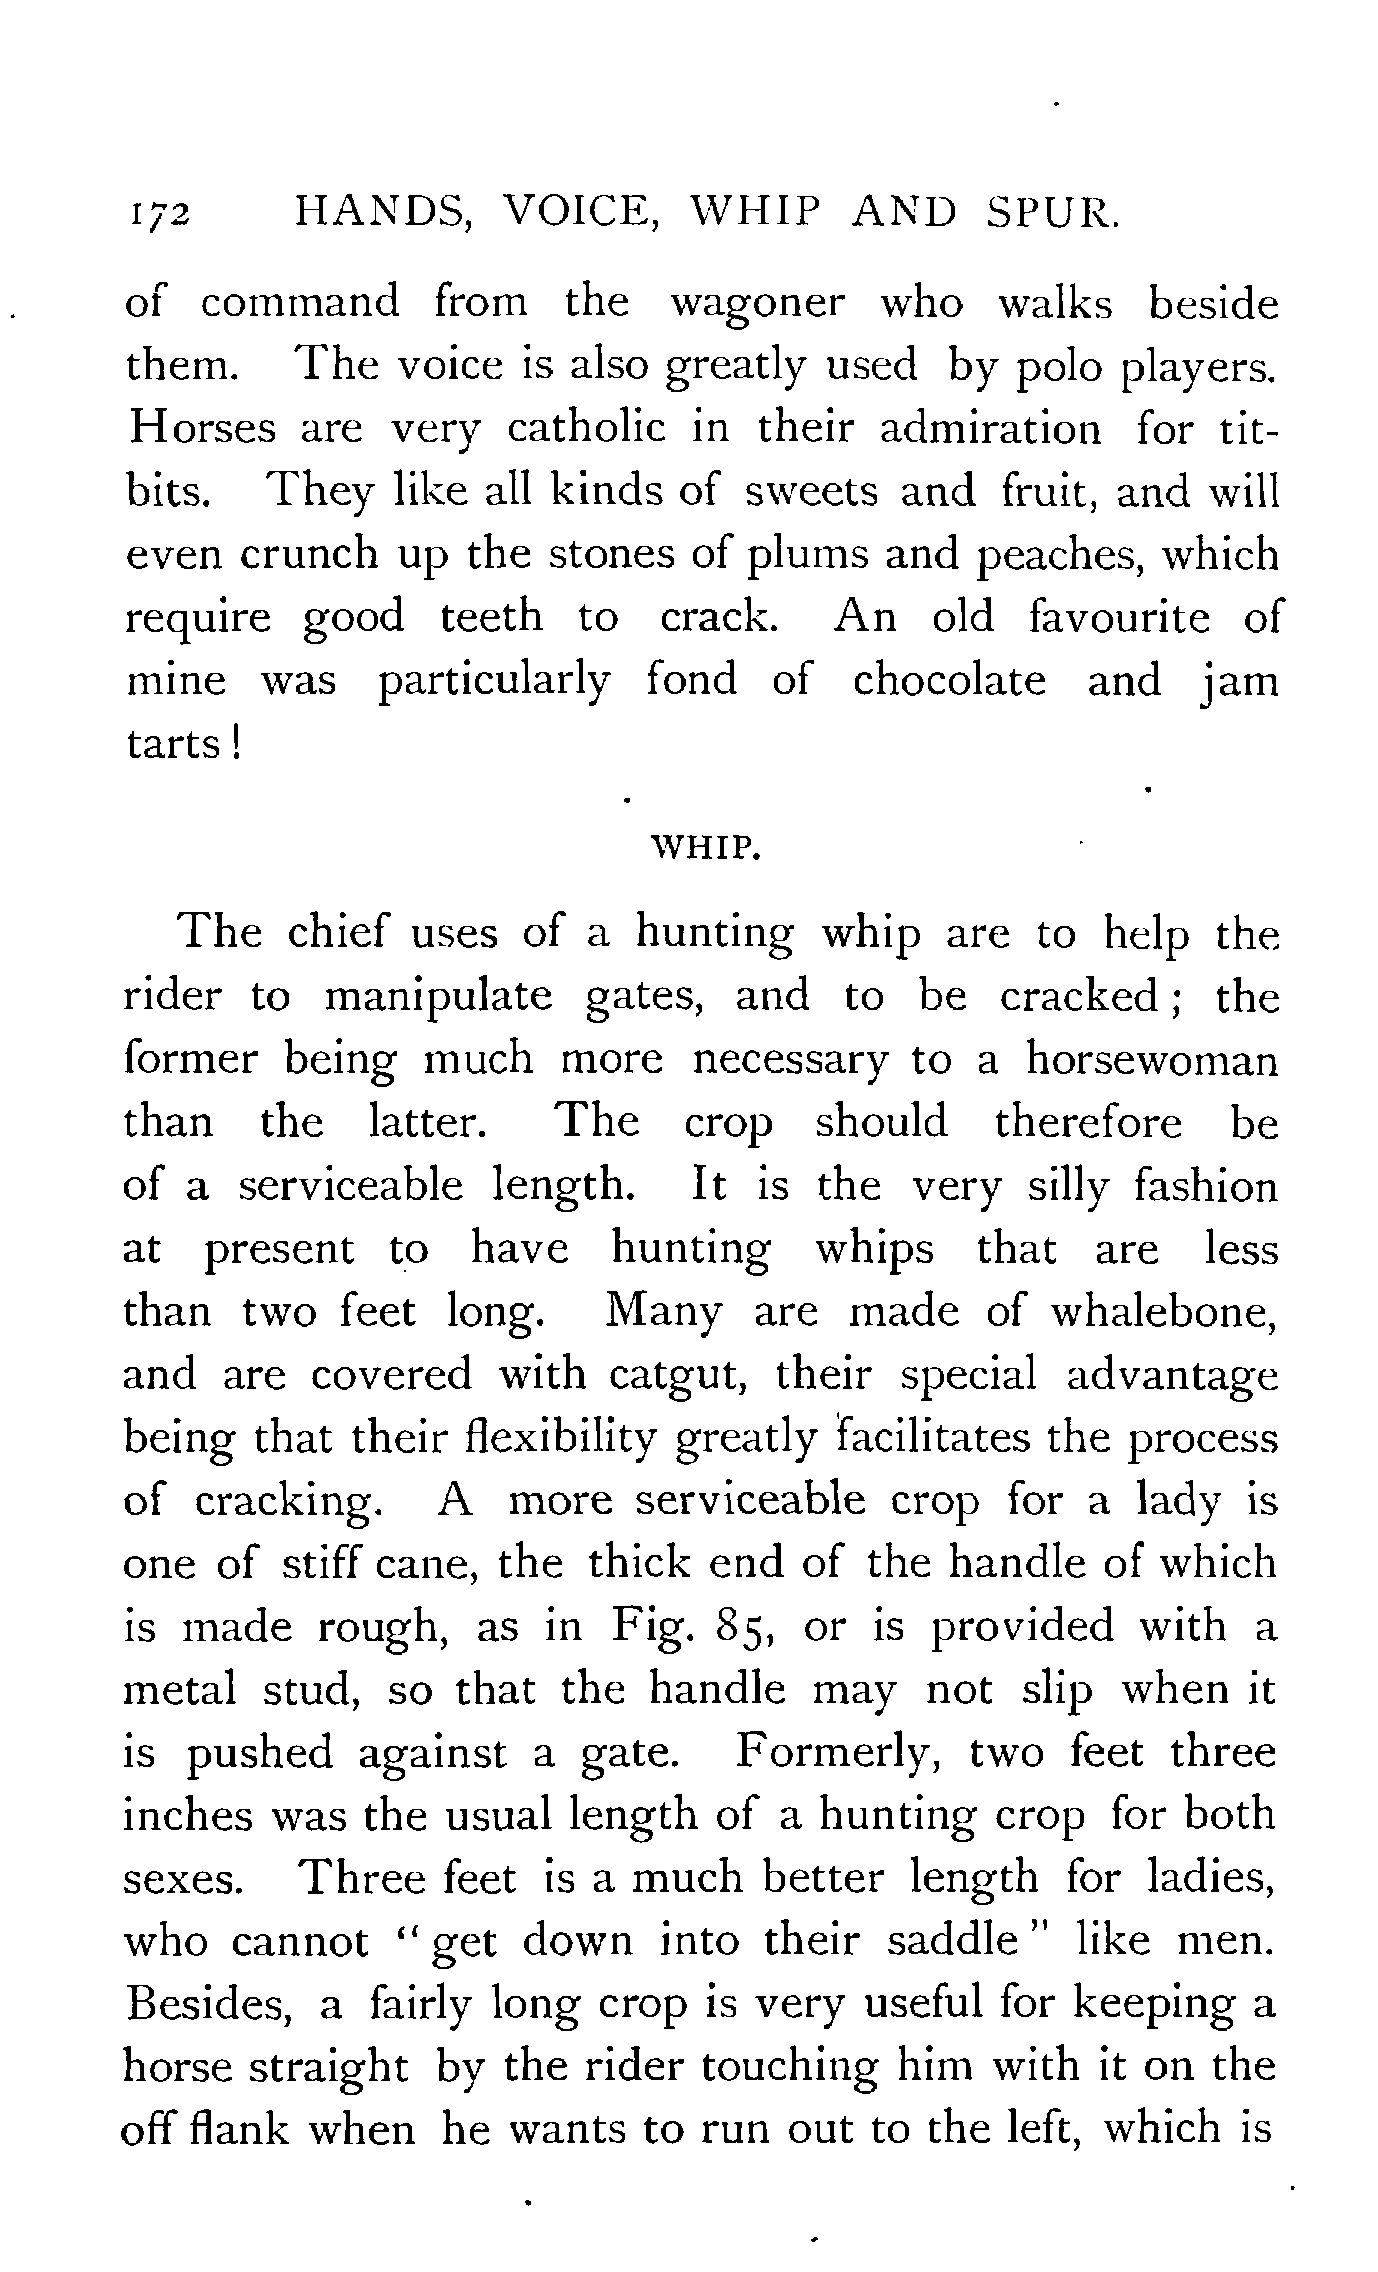 172 HANDS, VOICE, WHIP AND SPUR.
of command from the wagoner who walks beside
them. The voice is also greatly used by polo players.
Horses are very catholic in their admiration for tit-
bits. They like all kinds of sweets and fruit, and will
even crunch up the stones of plums and peaches, which
require good teeth to crack. An old favourite of
mine was particularly fond of chocolate and jam
tarts !
WHIP.
The chief uses of a hunting whip are to help the
rider to manipulate gates, and to be cracked ; the
former being much more necessary to a horsewoman
than the latter. The crop should therefore be
of a serviceable length. It is the very silly fashion
at present to have hunting whips that are less
than two feet long. Many are made of whalebone,
and are covered with catgut, their special advantage
being that their flexibility greatly facilitates the process
of cracking. A more serviceable crop for a lady is
one of stiff cane, the thick end of the handle of which
is made rough, as in Fig. 85, or is provided with a
metal stud, so that the handle may not slip when it
is pushed against a gate. Formerly, two feet three
inches was the usual length of a hunting crop for both
sexes. Three feet is a much better length for ladies,
who cannot “ get down into their saddle ” like men.
Besides, a fairly long crop is very useful for keeping a
horse straight by the rider touching him with it on the
off flank when he wants to run out to the left, which is